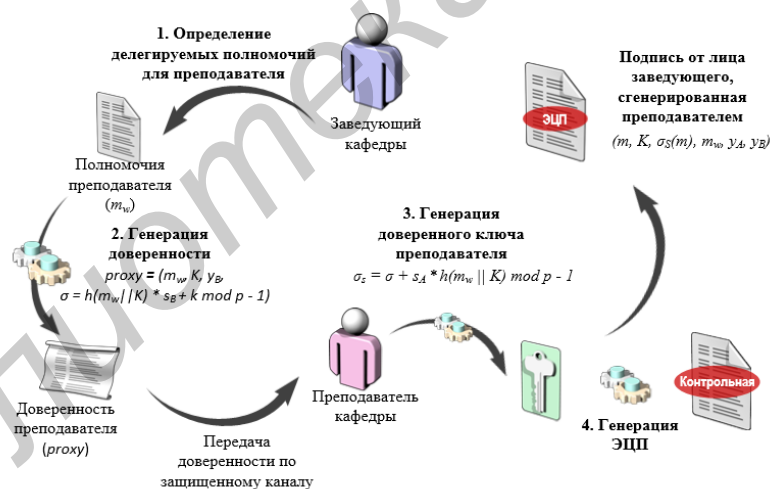 1. Определение
делегируемых полномочий
для преподавателя
Заведующий
кафедры
Полномочия
преподавателя
(m_w)
2. Генерация
доверенности
proxy = (m_w, K, y_B,
σ = h(m_w||K) * s_B + k mod p - 1)
Доверенность
преподавателя
(proxy)
Передача
доверенности по
защищенному каналу
3. Генерация
доверенного ключа
преподавателя
σ_s = σ + s_A * h(m_w || K) mod p - 1
Преподаватель
кафедры
4. Генерация
ЭЦП
Контрольная
ЭЦП
Подпись от лица
заведующего,
сгенерированная
преподавателем
(m, K, σ_S(m), m_w, y_A, y_B)